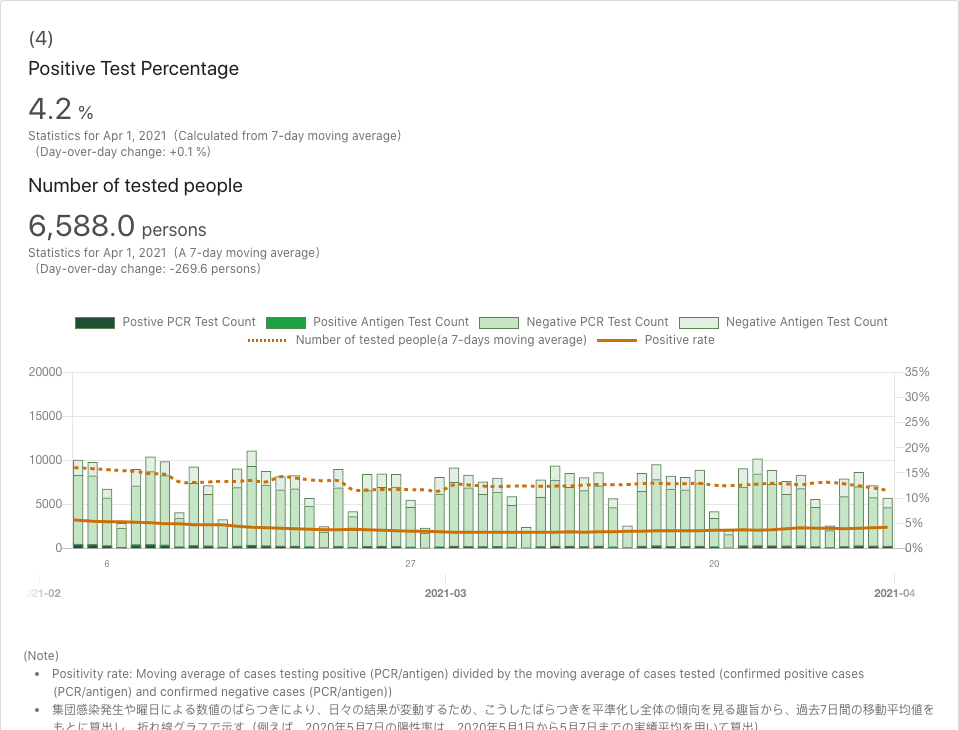 (4)
Positive Test Percentage
4.2 %
Statistics for Apr 1, 2021 (Calculated from 7-day moving average)
(Day-over-day change: +0.1 %)
Number of tested people
6,588.0 persons
Statistics for Apr 1, 2021 (A 7-day moving average)
(Day-over-day change: -269.6 persons)
Postive PCR Test Count Positive Antigen Test Count Negative PCR Test Count Negative Antigen Test Count
Number of tested people(a 7-days moving average) Positive rate
20000 35%
30%
15000 25%
20%
10000 15%
10%
5000 5%
0 0%
6 27 20
021-02 2021-03 2021-04
(Note)
• Positivity rate: Moving average of cases testing positive (PCR/antigen) divided by the moving average of cases tested (confirmed positive cases
(PCR/antigen) and confirmed negative cases (PCR/antigen))
• 集団感染発生や曜日による数値のばらつきにより、日々の結果が変動するため、こうしたばらつきを平準化し全体の傾向を見る趣旨から、過去7日間の移動平均値を
もとに算出し、折れ線グラフで示す（例えば、2020年5月7日の陽性率は、2020年5月1日から5月7日までの実績平均を用いて算出）